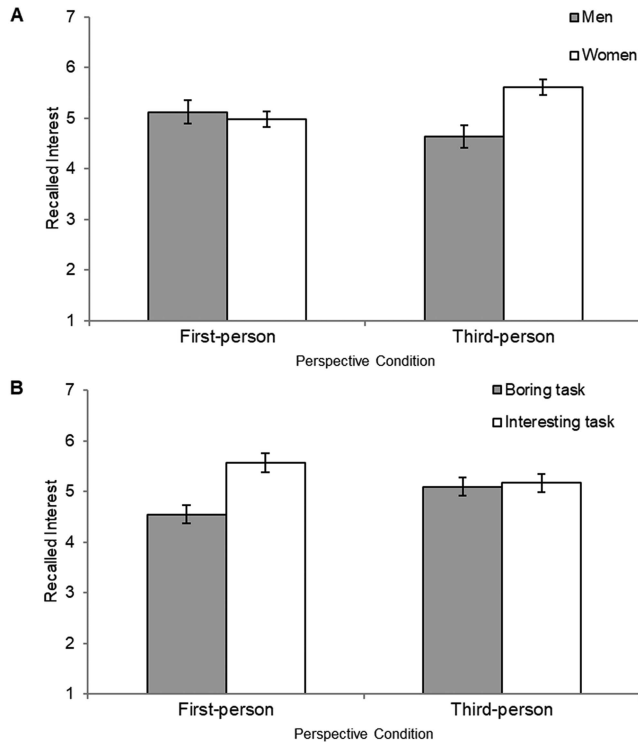 A
7
Men
Women
6
5
4
3
2
1
Recalled Interest
First-person
Third-person
Perspective Condition
B
7
Boring task
Interesting task
6
5
4
3
2
1
Recalled Interest
First-person
Third-person
Perspective Condition